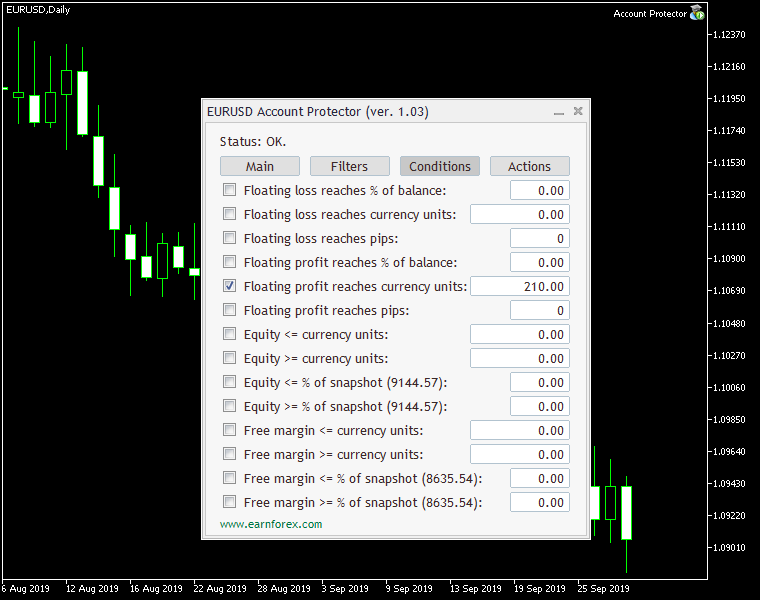 EURUSD,Daily
Account Protector
1.12370
1.12160
1.11950
1.11740
1.11530
1.11320
1.11110
1.10900
1.10690
1.10480
1.10270
1.10060
1.09850
1.09640
1.09430
1.09220
1.09010
EURUSD Account Protector (ver. 1.03)
Status: OK.
Main Filters Conditions Actions
Floating loss reaches % of balance: 0.00
Floating loss reaches currency units: 0.00
Floating loss reaches pips: 0
Floating profit reaches % of balance: 0.00
Floating profit reaches currency units: 210.00
Floating profit reaches pips: 0
Equity <= currency units: 0.00
Equity >= currency units: 0.00
Equity <= % of snapshot (9144.57): 0.00
Equity >= % of snapshot (9144.57): 0.00
Free margin <= currency units: 0.00
Free margin >= currency units: 0.00
Free margin <= % of snapshot (8635.54): 0.00
Free margin >= % of snapshot (8635.54): 0.00
www.earnforex.com
6 Aug 2019 12 Aug 2019 16 Aug 2019 22 Aug 2019 28 Aug 2019 3 Sep 2019 9 Sep 2019 13 Sep 2019 19 Sep 2019 25 Sep 2019